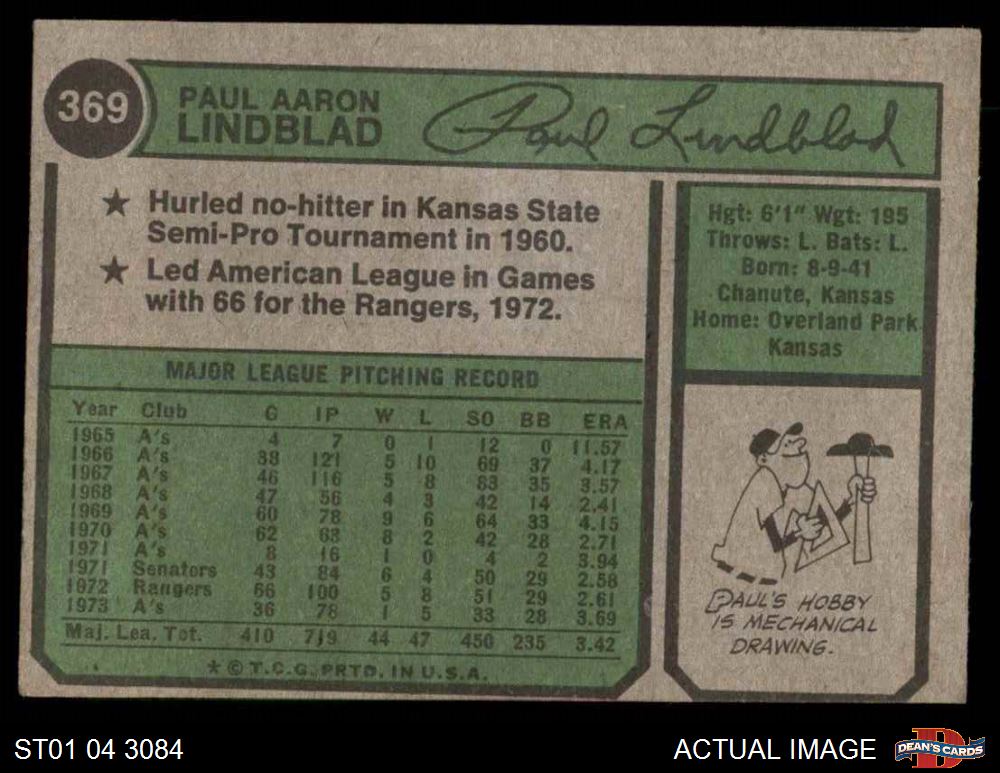 369
PAUL AARON
LINDBLAD
Paul Lindblad
★ Hurled no-hitter in Kansas State
Semi-Pro Tournament in 1960.
★ Led American League in Games
with 66 for the Rangers, 1972.
Hgt: 6'1" Wgt: 195
Throws: L. Bats: L.
Born: 8-9-41
Chanute, Kansas
Home: Overland Park
Kansas
MAJOR LEAGUE PITCHING RECORD
Year Club G IP W L SO BB ERA
1965 A's 4 7 0 1 12 0 11.57
1966 A's 38 121 5 10 69 37 4.17
1967 A's 46 116 5 8 83 35 3.57
1968 A's 47 56 4 3 42 14 2.41
1969 A's 60 78 9 6 64 33 4.15
1970 A's 62 63 8 2 42 28 2.71
1971 A's 8 16 1 0 4 2 3.94
1971 Senators 43 84 6 4 50 29 2.58
1972 Rangers 66 100 5 8 51 29 2.61
1973 A's 36 78 1 5 33 28 3.69
Maj. Lea. Tot. 410 719 44 47 450 235 3.42
★ © T.C.G. PRTD. IN U.S.A.
PAUL'S HOBBY
IS MECHANICAL
DRAWING.
ST01 04 3084
ACTUAL IMAGE
DEAN'S CARDS